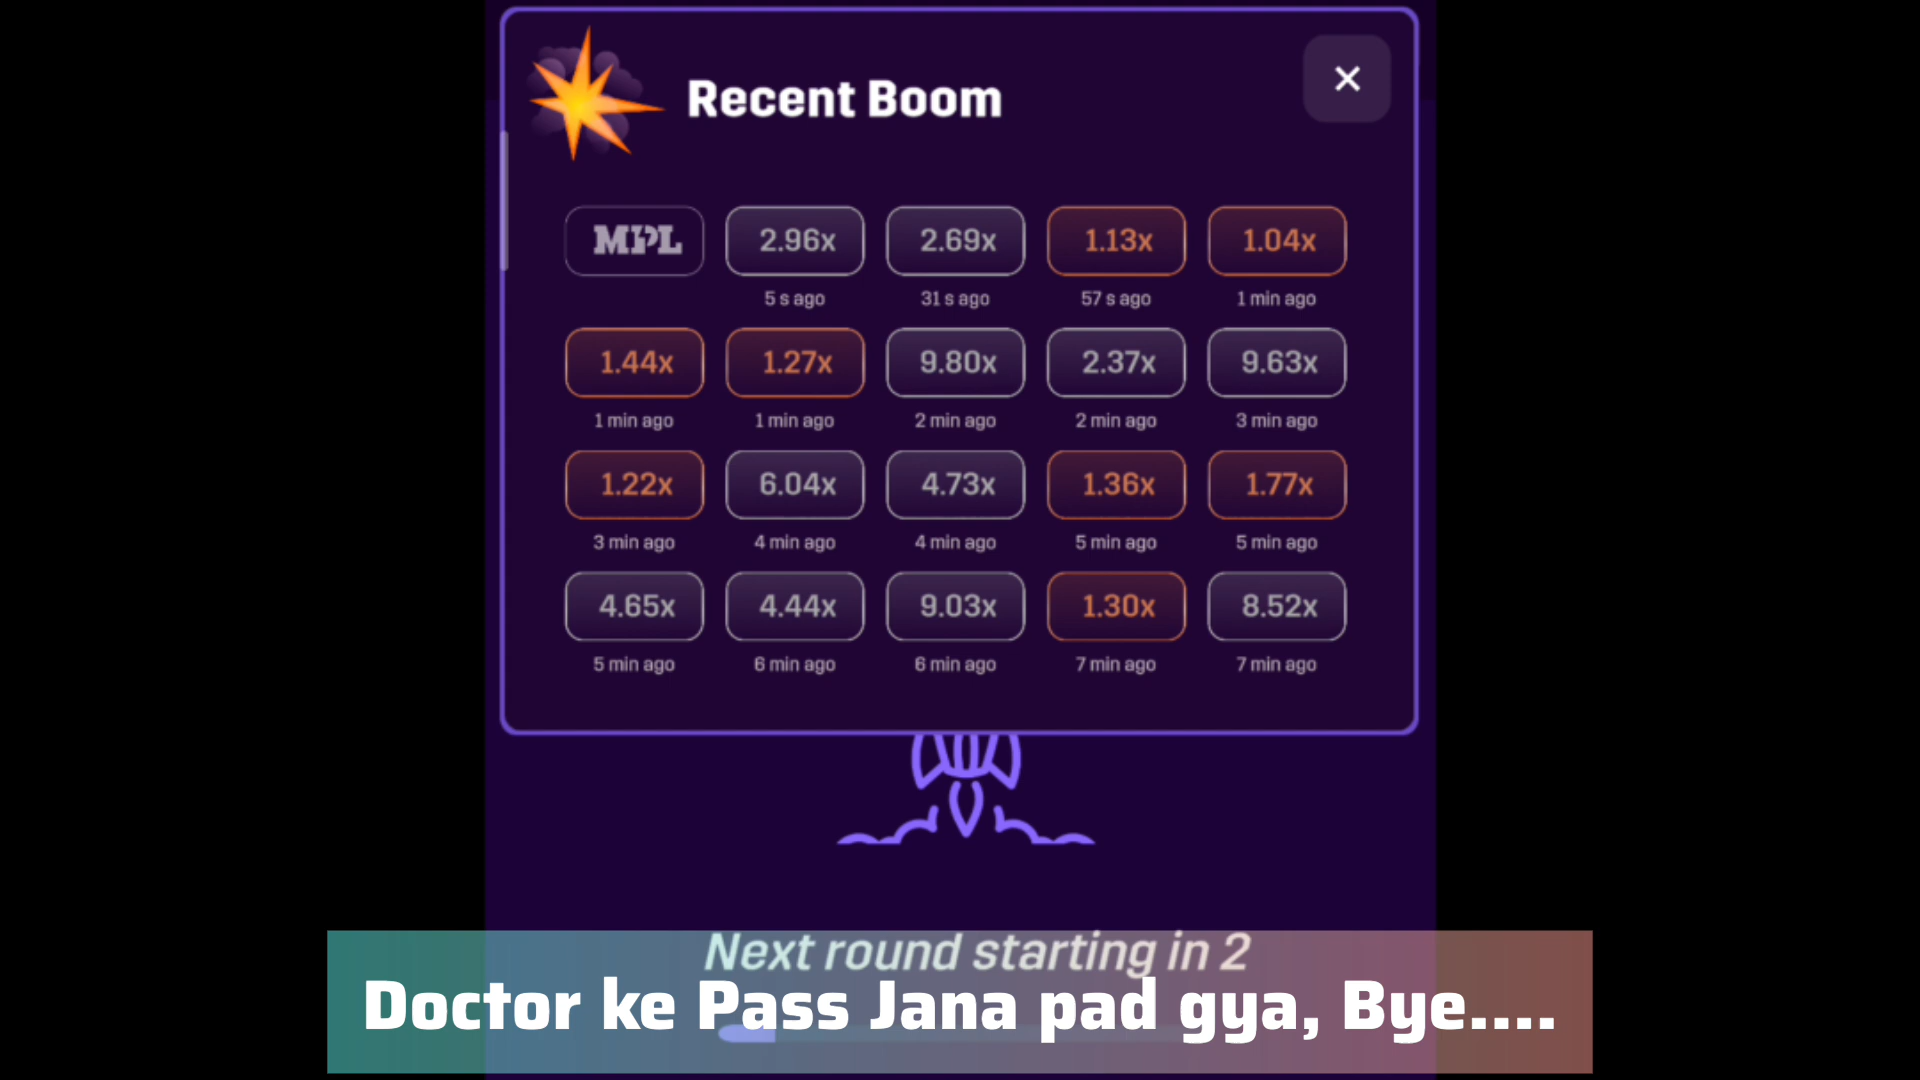 Recent Boom
MPL 2.96x 2.69x 1.13x 1.04x
5 s ago 31 s ago 57 s ago 1 min ago
1.44x 1.27x 9.80x 2.37x 9.63x
1 min ago 1 min ago 2 min ago 2 min ago 3 min ago
1.22x 6.04x 4.73x 1.36x 1.77x
3 min ago 4 min ago 4 min ago 5 min ago 5 min ago
4.65x 4.44x 9.03x 1.30x 8.52x
5 min ago 6 min ago 6 min ago 7 min ago 7 min ago
Next round starting in 2
Doctor ke Pass Jana pad gya, Bye....